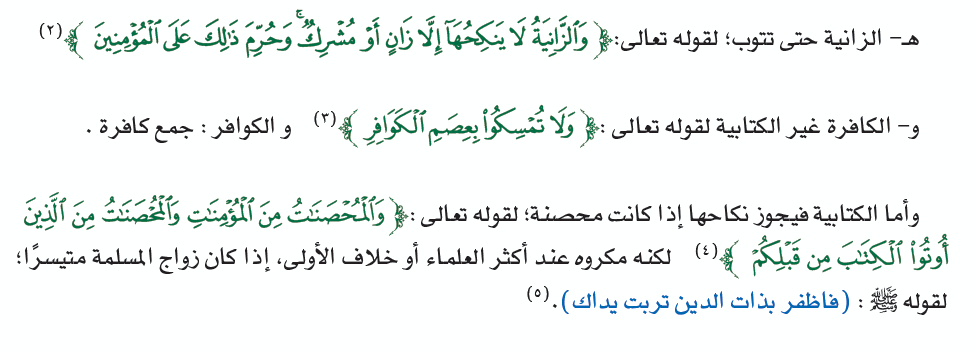 هـ- الزانية حتى تتوب؛ لقوله تعالى: ﴿ وَٱلزَّانِيَةُ لَا يَنكِحُهَآ إِلَّا زَانٍ أَوۡ مُشۡرِكٞۚ وَحُرِّمَ ذَٰلِكَ عَلَى ٱلۡمُؤۡمِنِينَ ﴾ (٢)
و- الكافرة غير الكتابية لقوله تعالى : ﴿ وَلَا تُمۡسِكُواْ بِعِصَمِ ٱلۡكَوَافِرِ ﴾ (٣) و الكوافر : جمع كافرة .
وأما الكتابية فيجوز نكاحها إذا كانت محصنة؛ لقوله تعالى : ﴿ وَٱلۡمُحۡصَنَٰتُ مِنَ ٱلۡمُؤۡمِنَٰتِ وَٱلۡمُحۡصَنَٰتُ مِنَ ٱلَّذِينَ
أُوتُواْ ٱلۡكِتَٰبَ مِن قَبۡلِكُمۡ ﴾ (٤) لكنه مكروه عند أكثر العلماء أو خلاف الأولى، إذا كان زواج المسلمة متيسرًا؛
لقوله ﷺ : (فاظفر بذات الدين تربت يداك). (٥)